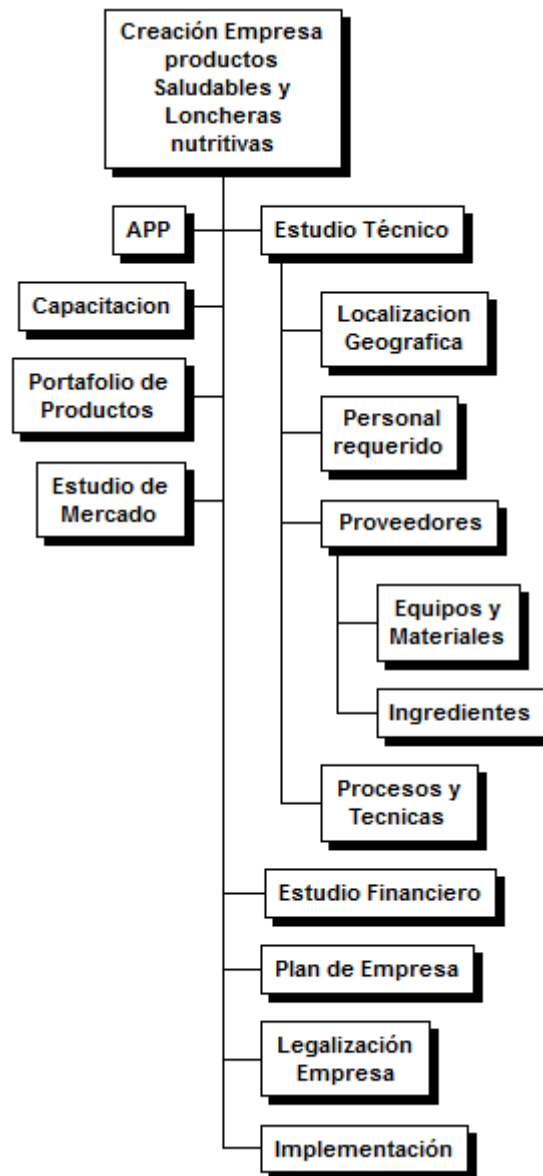 Creación Empresa
productos
Saludables y
Loncheras
nutritivas
APP
Estudio Técnico
Capacitacion
Localizacion
Geografica
Portafolio de
Productos
Personal
requerido
Estudio de
Mercado
Proveedores
Equipos y
Materiales
Ingredientes
Procesos y
Tecnicas
Estudio Financiero
Plan de Empresa
Legalización
Empresa
Implementación